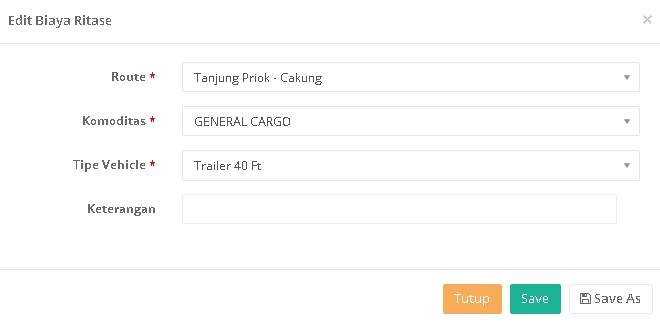 Edit Biaya Ritase ×
Route * Tanjung Priok - Cakung
Komoditas * GENERAL CARGO
Tipe Vehicle * Trailer 40 Ft
Keterangan
Tutup Save Save As